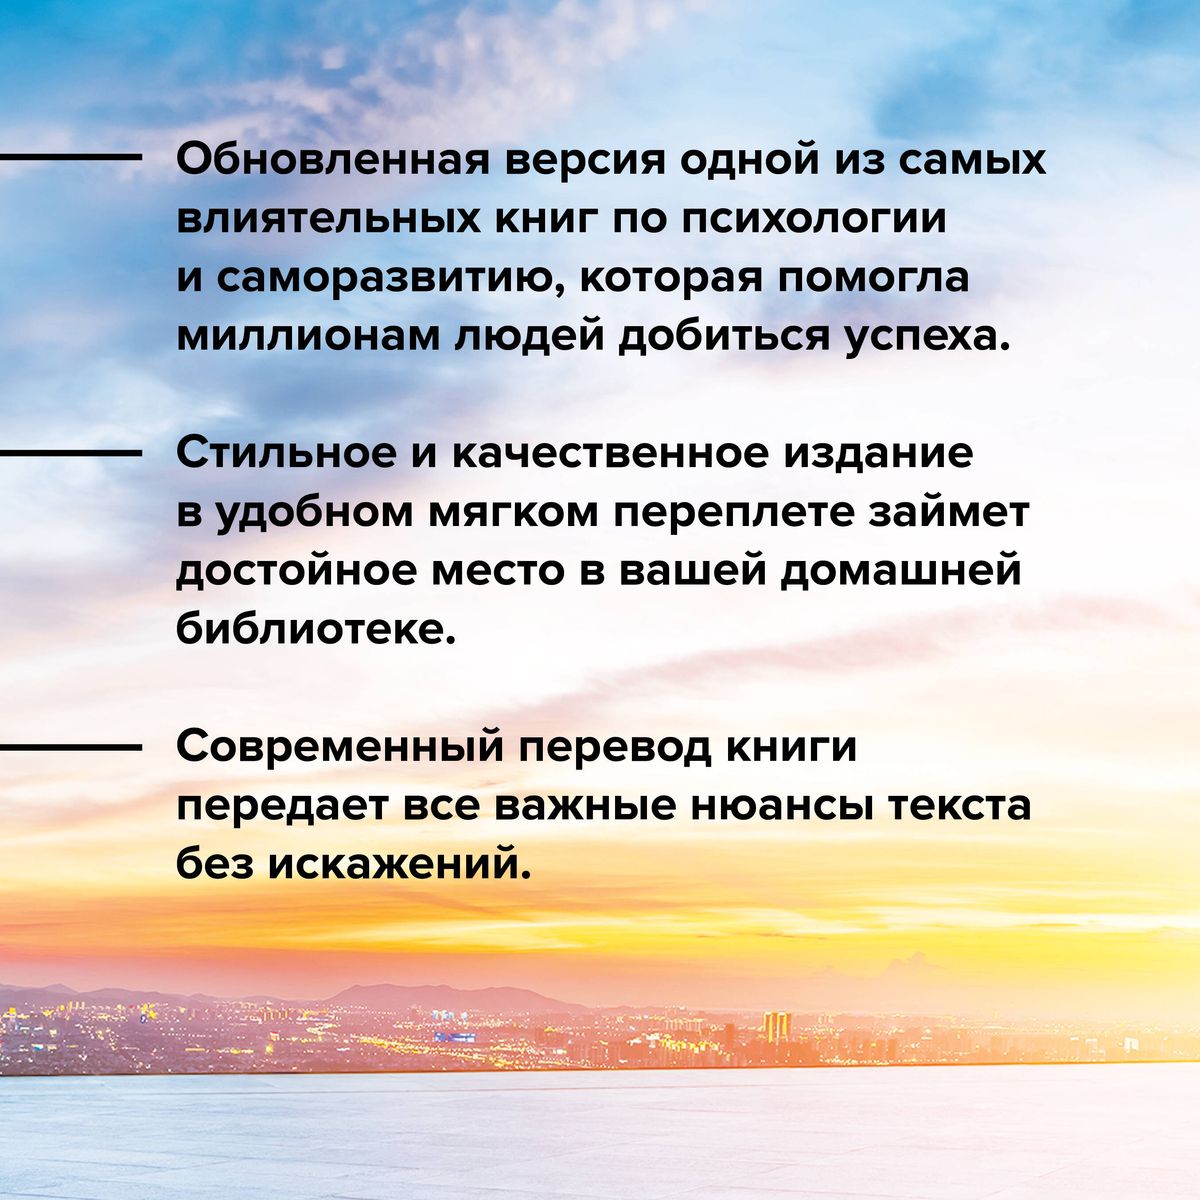 Обновленная версия одной из самых
влиятельных книг по психологии
и саморазвитию, которая помогла
миллионам людей добиться успеха.
Стильное и качественное издание
в удобном мягком переплете займет
достойное место в вашей домашней
библиотеке.
Современный перевод книги
передает все важные нюансы текста
без искажений.